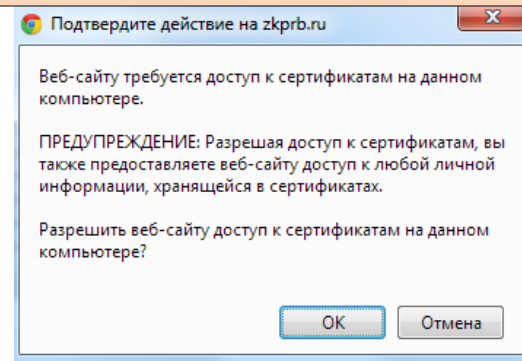 Подтвердите действие на zkprb.ru
Веб-сайту требуется доступ к сертификатам на данном
компьютере.
ПРЕДУПРЕЖДЕНИЕ: Разрешая доступ к сертификатам, вы
также предоставляете веб-сайту доступ к любой личной
информации, хранящейся в сертификатах.
Разрешить веб-сайту доступ к сертификатам на данном
компьютере?
ОК
Отмена